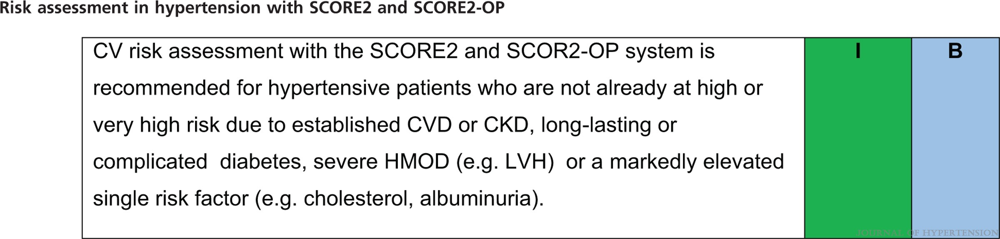 Risk assessment in hypertension with SCORE2 and SCORE2-OP
CV risk assessment with the SCORE2 and SCOR2-OP system is
recommended for hypertensive patients who are not already at high or
very high risk due to established CVD or CKD, long-lasting or
complicated diabetes, severe HMOD (e.g. LVH) or a markedly elevated
single risk factor (e.g. cholesterol, albuminuria).
I
B
JOURNAL OF HYPERTENSION